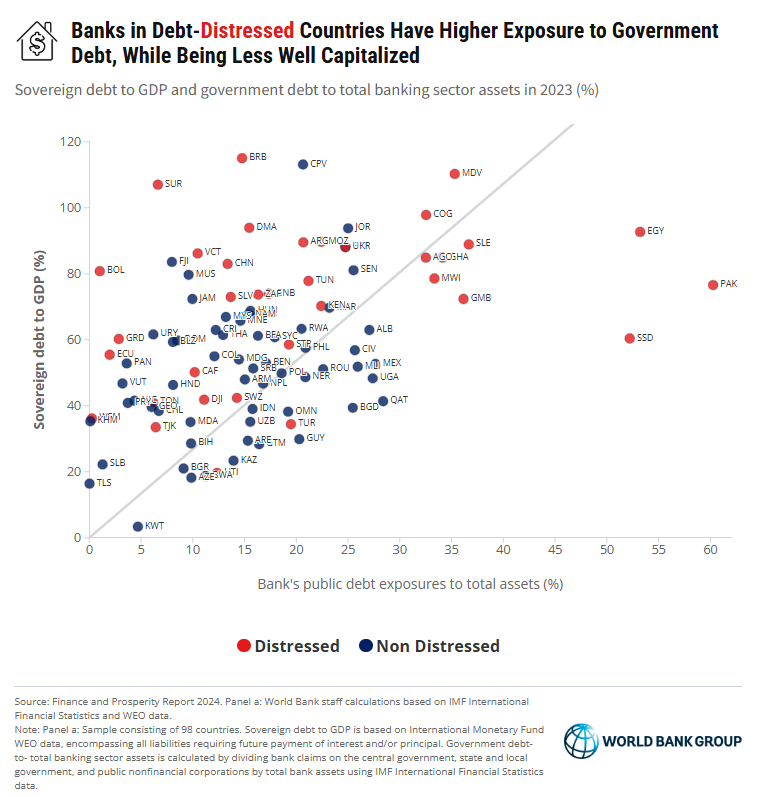 Banks in Debt-Distressed Countries Have Higher Exposure to Government
Debt, While Being Less Well Capitalized
Sovereign debt to GDP and government debt to total banking sector assets in 2023 (%)
Sovereign debt to GDP (%)
120
100
80
60
40
20
0
BRB
CPV
SUR
MDV
COG
DMA
JOR
EGY
ARG
MOZ
UKR
SLE
VCT
AGO
GHA
FJI
CHN
SEN
BOL
MUS
MWI
TUN
PAK
JAM
SLV
ZAF
GMB
KEN
HUN
NAM
MYS
MNE
RWA
ALB
URY
CRI
THA
SYC
GRD
BLZ
STP
PHL
SSD
ECU
COL
CIV
PAN
MDG
BEN
MEX
SRB
ROU
CAF
POL
NER
UGA
VUT
HND
ARM
NPL
DJI
SWZ
QAT
PRY
TON
GEO
CHL
IDN
OMN
BGD
KHM
MDA
UZB
TUR
TJK
BIH
ARE
GUY
SLB
BGR
KAZ
AZE
RWA
TLS
KWT
0 5 10 15 20 25 30 35 40 45 50 55 60
Bank's public debt exposures to total assets (%)
Distressed Non Distressed
Source: Finance and Prosperity Report 2024. Panel a: World Bank staff calculations based on IMF International
Financial Statistics and WEO data.
Note: Panel a: Sample consisting of 98 countries. Sovereign debt to GDP is based on International Monetary Fund
WEO data, encompassing all liabilities requiring future payment of interest and/or principal. Government debt-
to- total banking sector assets is calculated by dividing bank claims on the central government, state and local
government, and public nonfinancial corporations by total bank assets using IMF International Financial Statistics
data.
WORLD BANK GROUP